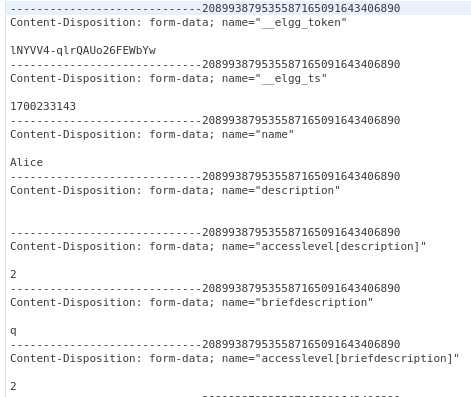 -----------------------------208993879535587165091643406890
Content-Disposition: form-data; name="__elgg_token"
lNYVV4-qlrQAUo26FEWbYw
-----------------------------208993879535587165091643406890
Content-Disposition: form-data; name="__elgg_ts"
1700233143
-----------------------------208993879535587165091643406890
Content-Disposition: form-data; name="name"
Alice
-----------------------------208993879535587165091643406890
Content-Disposition: form-data; name="description"
-----------------------------208993879535587165091643406890
Content-Disposition: form-data; name="accesslevel[description]"
2
-----------------------------208993879535587165091643406890
Content-Disposition: form-data; name="briefdescription"
q
-----------------------------208993879535587165091643406890
Content-Disposition: form-data; name="accesslevel[briefdescription]"
2